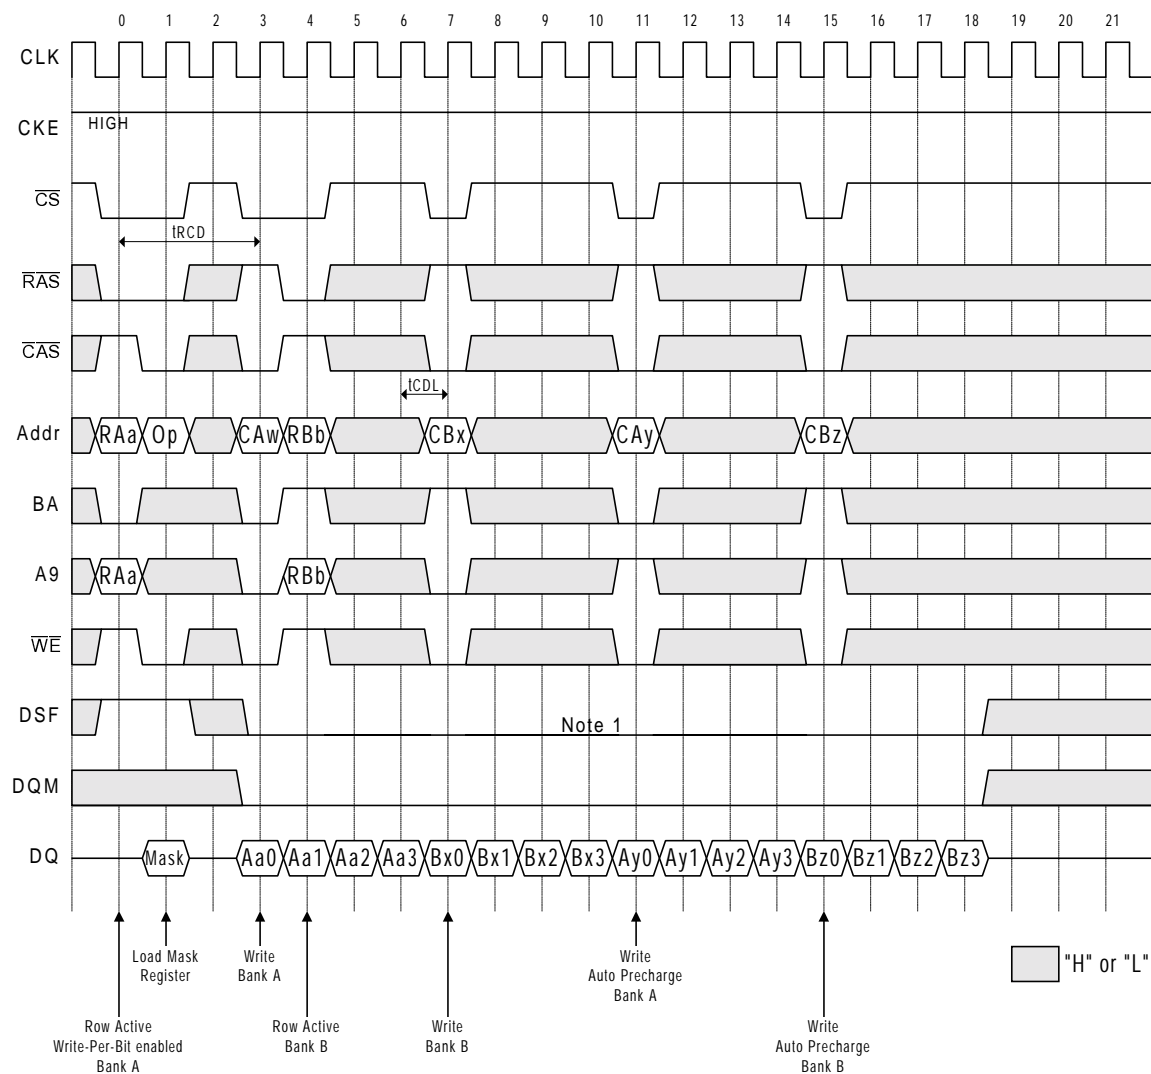 0 1 2 3 4 5 6 7 8 9 10 11 12 13 14 15 16 17 18 19 20 21
CLK
CKE HIGH
CS
tRCD
RAS
CAS
tCDL
Addr RAa Op CAw RBb CBx CAy CBz
BA
A9 RAa RBb
WE
DSF Note 1
DQM
DQ Mask Aa0 Aa1 Aa2 Aa3 Bx0 Bx1 Bx2 Bx3 Ay0 Ay1 Ay2 Ay3 Bz0 Bz1 Bz2 Bz3
Load Mask
Register
Write
Bank A
Write
Auto Precharge
Bank A
"H" or "L"
Row Active
Write-Per-Bit enabled
Bank A
Row Active
Bank B
Write
Bank B
Write
Auto Precharge
Bank B